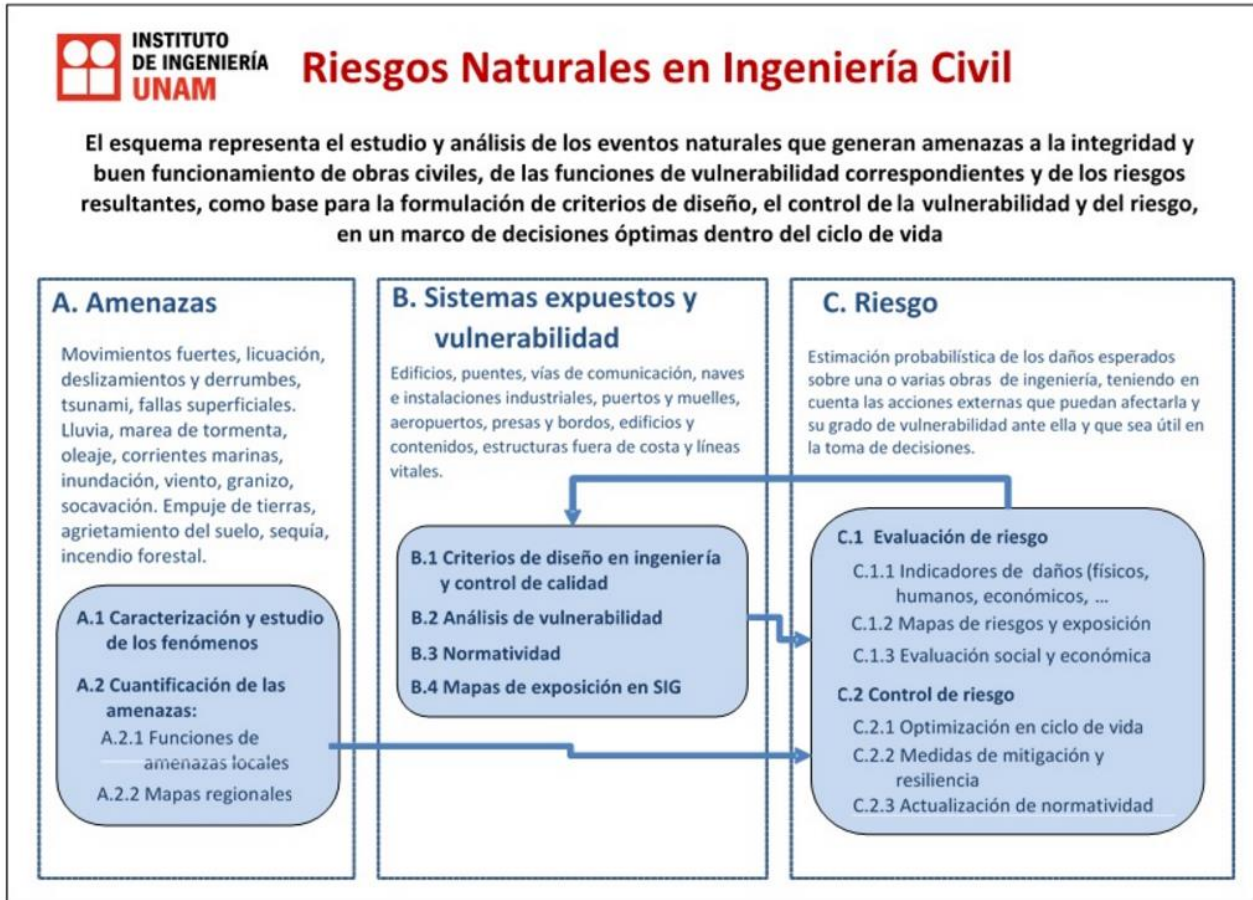 INSTITUTO
DE INGENIERÍA
UNAM
Riesgos Naturales en Ingeniería Civil
El esquema representa el estudio y análisis de los eventos naturales que generan amenazas a la integridad y
buen funcionamiento de obras civiles, de las funciones de vulnerabilidad correspondientes y de los riesgos
resultantes, como base para la formulación de criterios de diseño, el control de la vulnerabilidad y del riesgo,
en un marco de decisiones óptimas dentro del ciclo de vida
A. Amenazas
Movimientos fuertes, licuación,
deslizamientos y derrumbes,
tsunami, fallas superficiales.
Lluvia, marea de tormenta,
oleaje, corrientes marinas,
inundación, viento, granizo,
socavación. Empuje de tierras,
agrietamiento del suelo, sequía,
incendio forestal.
A.1 Caracterización y estudio
de los fenómenos
A.2 Cuantificación de las
amenazas:
A.2.1 Funciones de
amenazas locales
A.2.2 Mapas regionales
B. Sistemas expuestos y
vulnerabilidad
Edificios, puentes, vías de comunicación, naves
e instalaciones industriales, puertos y muelles,
aeropuertos, presas y bordos, edificios y
contenidos, estructuras fuera de costa y líneas
vitales.
B.1 Criterios de diseño en ingeniería
y control de calidad
B.2 Análisis de vulnerabilidad
B.3 Normatividad
B.4 Mapas de exposición en SIG
C. Riesgo
Estimación probabilística de los daños esperados
sobre una o varias obras de ingeniería, teniendo en
cuenta las acciones externas que puedan afectarla y
su grado de vulnerabilidad ante ella y que sea útil en
la toma de decisiones.
C.1 Evaluación de riesgo
C.1.1 Indicadores de daños (físicos,
humanos, económicos, ...
C.1.2 Mapas de riesgos y exposición
C.1.3 Evaluación social y económica
C.2 Control de riesgo
C.2.1 Optimización en ciclo de vida
C.2.2 Medidas de mitigación y
resiliencia
C.2.3 Actualización de normatividad